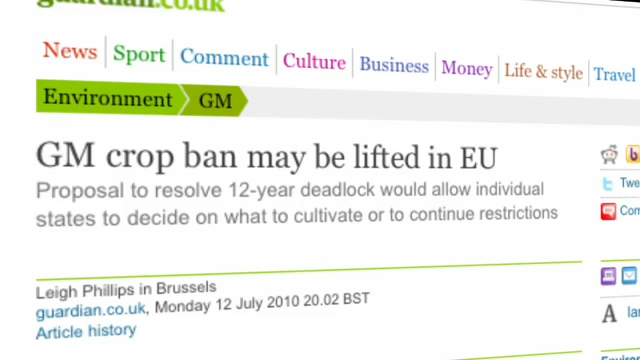 guardian.co.uk
News Sport Comment Culture Business Money Life & style Travel
Environment GM
GM crop ban may be lifted in EU
Proposal to resolve 12-year deadlock would allow individual
states to decide on what to cultivate or to continue restrictions
Leigh Phillips in Brussels
guardian.co.uk, Monday 12 July 2010 20.02 BST
Article history